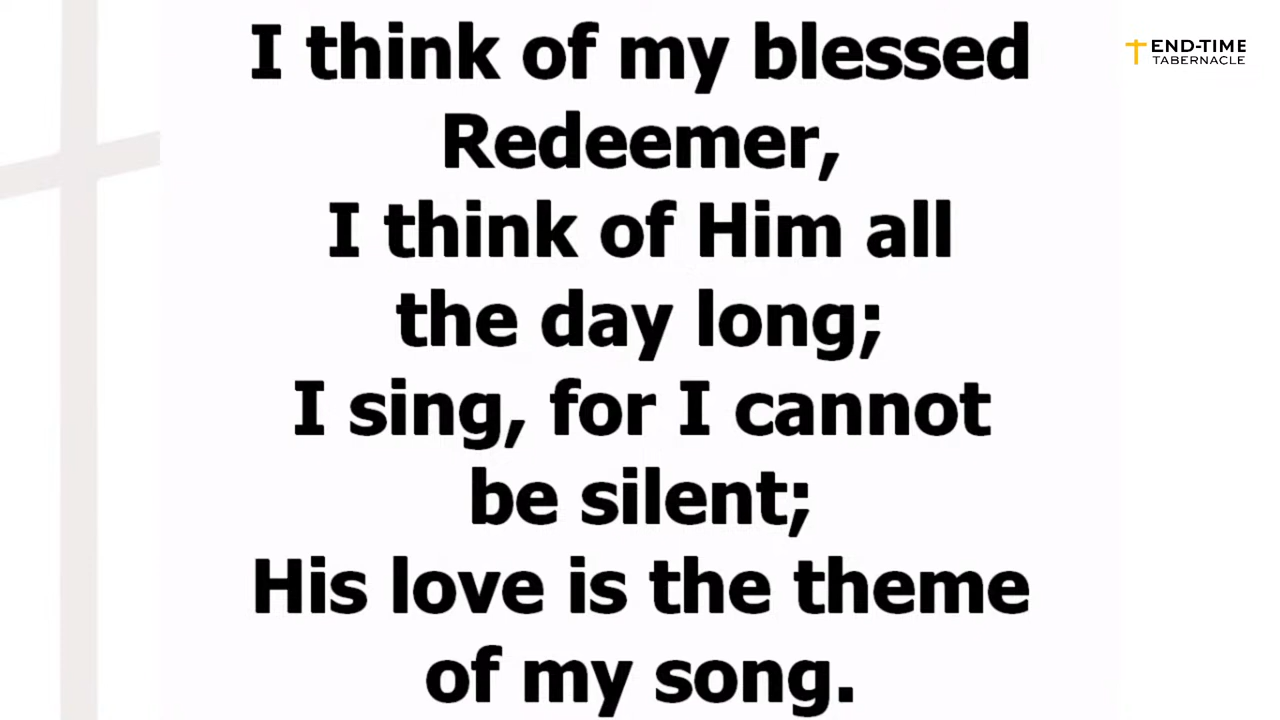 I think of my blessed
Redeemer,
I think of Him all
the day long;
I sing, for I cannot
be silent;
His love is the theme
of my song.
END-TIME
TABERNACLE